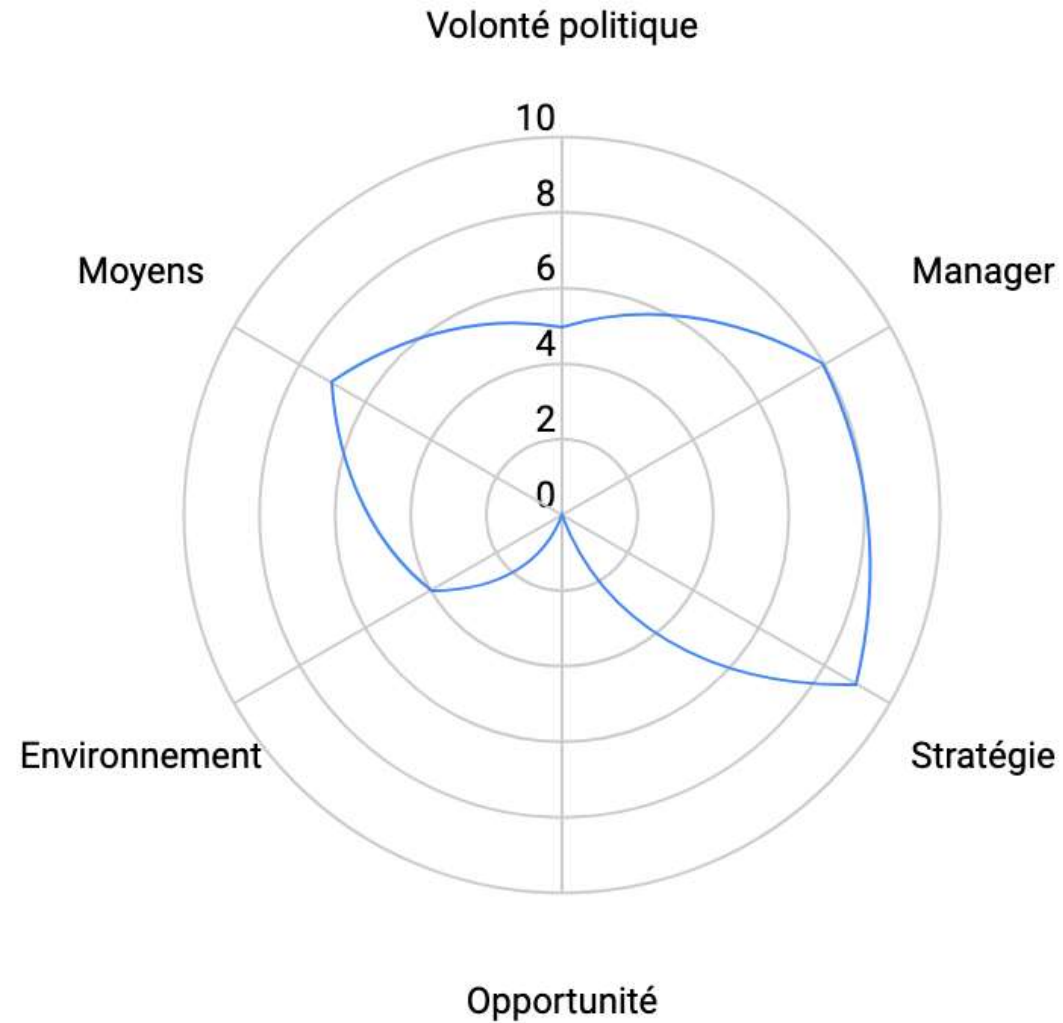 Volonté politique
10
8
6
4
2
0
Moyens
Manager
Environnement
Stratégie
Opportunité